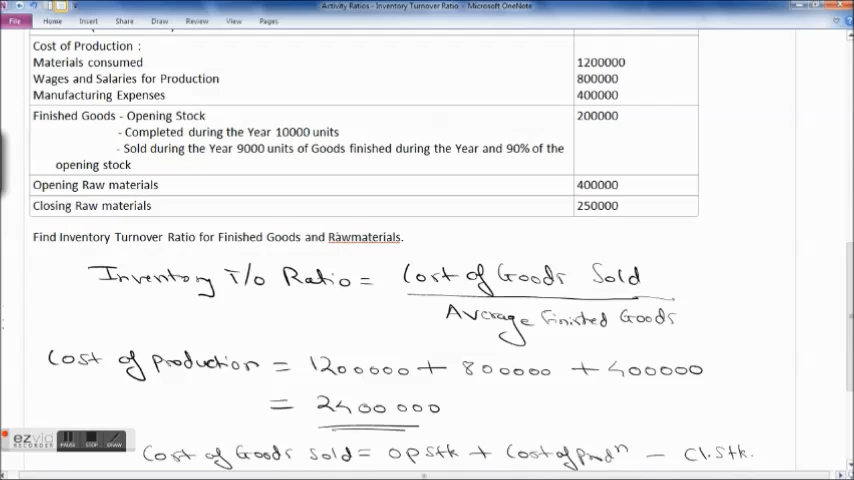 Activity Ratios - Inventory Turnover Ratio - Microsoft OneNote
File Home Insert Share Draw Review View Pages
Cost of Production :
Materials consumed 1200000
Wages and Salaries for Production 800000
Manufacturing Expenses 400000
Finished Goods - Opening Stock 200000
- Completed during the Year 10000 units
- Sold during the Year 9000 units of Goods finished during the Year and 90% of the
opening stock
Opening Raw materials 400000
Closing Raw materials 250000
Find Inventory Turnover Ratio for Finished Goods and Rawmaterials.
Inventory T/o Ratio = Cost of Goods Sold
Average Finished Goods
Cost of production = 1200000 + 800000 + 400000
= 2400000
Cost of Goods Sold = op stk + Cost of Prodn - Cl. Stk.
ezvid
RECORDER
PAUSE STOP DRAW